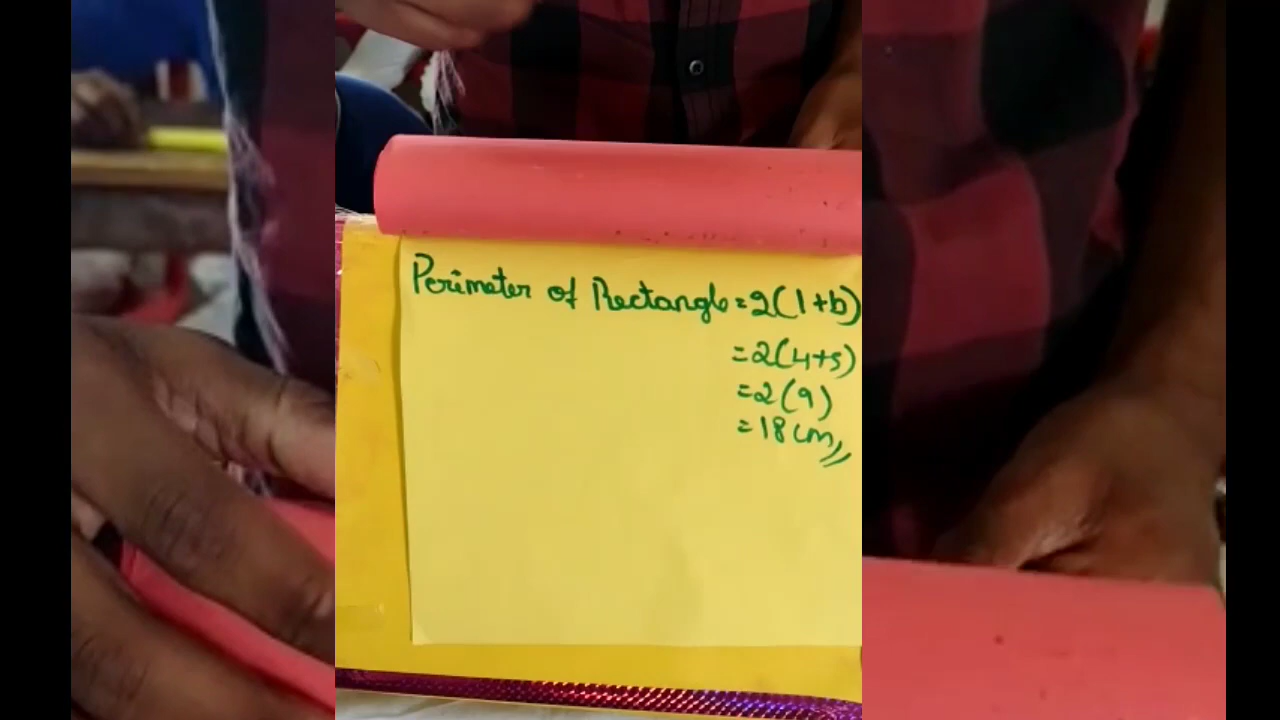 Perimeter of Rectangle = 2(l+b)
= 2(4+5)
= 2(9)
= 18 cm